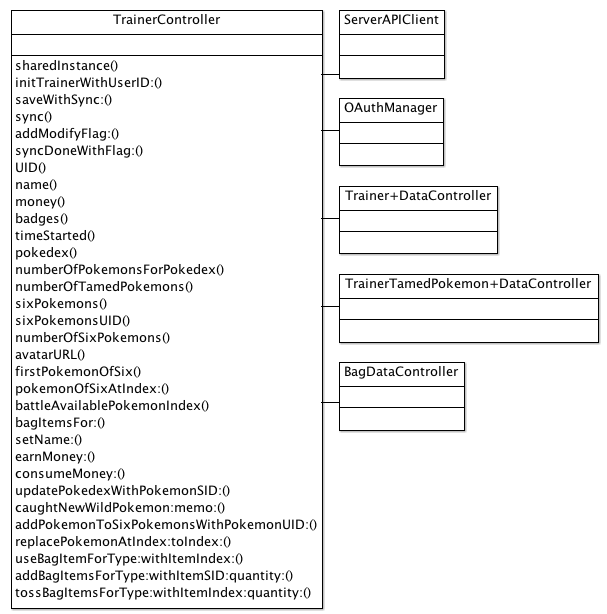 TrainerController
sharedInstance()
initTrainerWithUserID:()
saveWithSync:()
sync()
addModifyFlag:()
syncDoneWithFlag:()
UID()
name()
money()
badges()
timeStarted()
pokedex()
numberOfPokemonsForPokedex()
numberOfTamedPokemons()
sixPokemons()
sixPokemonsUID()
numberOfSixPokemons()
avatarURL()
firstPokemonOfSix()
pokemonOfSixAtIndex:()
battleAvailablePokemonIndex()
bagItemsFor:()
setName:()
earnMoney:()
consumeMoney:()
updatePokedexWithPokemonSID:()
caughtNewWildPokemon:memo:()
addPokemonToSixPokemonsWithPokemonUID:()
replacePokemonAtIndex:toIndex:()
useBagItemForType:withItemIndex:()
addBagItemsForType:withItemSID:quantity:()
tossBagItemsForType:withItemIndex:quantity:()
ServerAPIClient
OAuthManager
Trainer+DataController
TrainerTamedPokemon+DataController
BagDataController